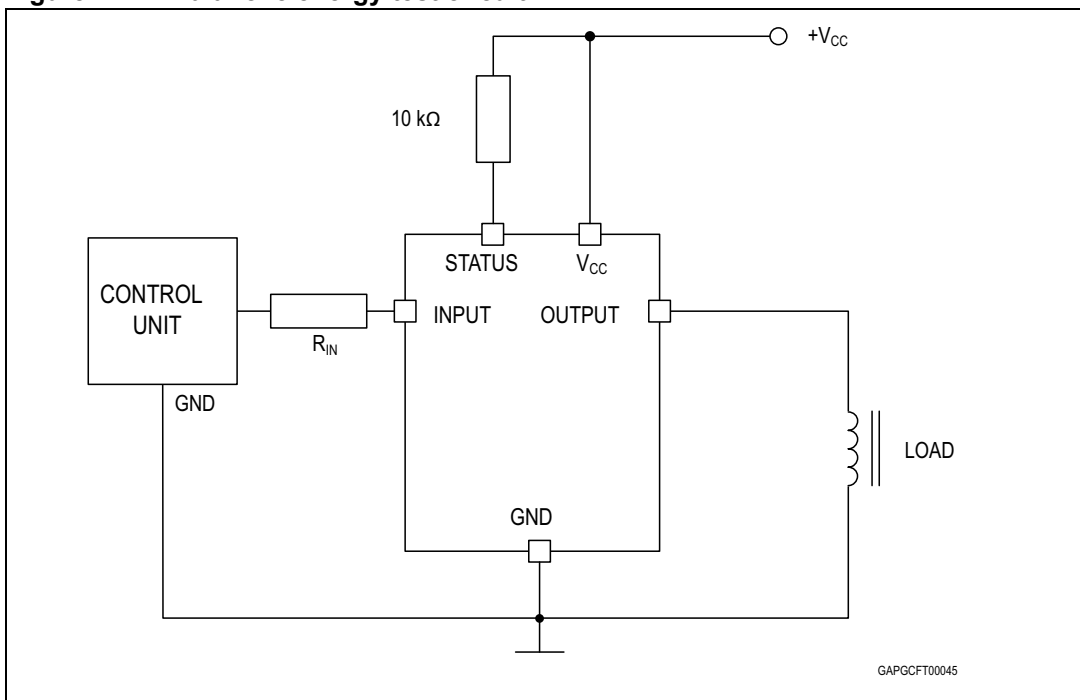 +VCC
10 kΩ
STATUS
VCC
CONTROL
UNIT
INPUT
OUTPUT
RIN
GND
LOAD
GND
GAPGCFT00045